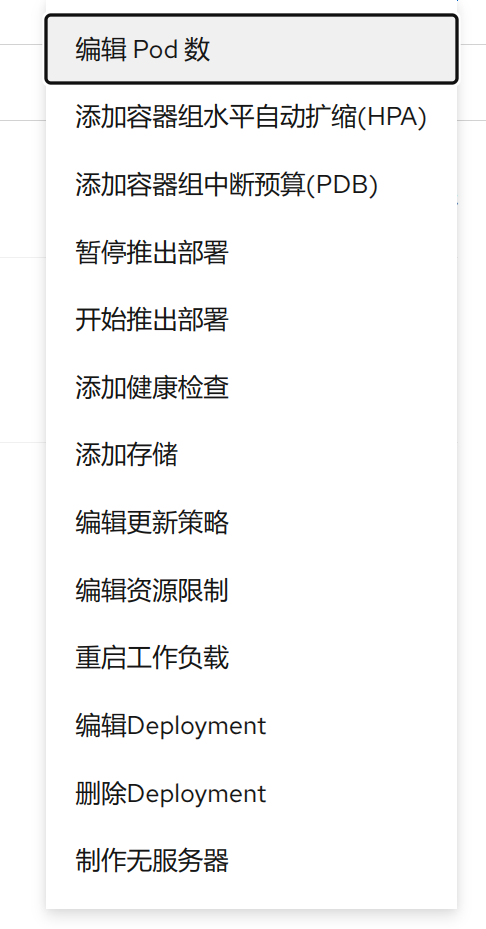 编辑 Pod 数
添加容器组水平自动扩缩(HPA)
添加容器组中断预算(PDB)
暂停推出部署
开始推出部署
添加健康检查
添加存储
编辑更新策略
编辑资源限制
重启工作负载
编辑Deployment
删除Deployment
制作无服务器